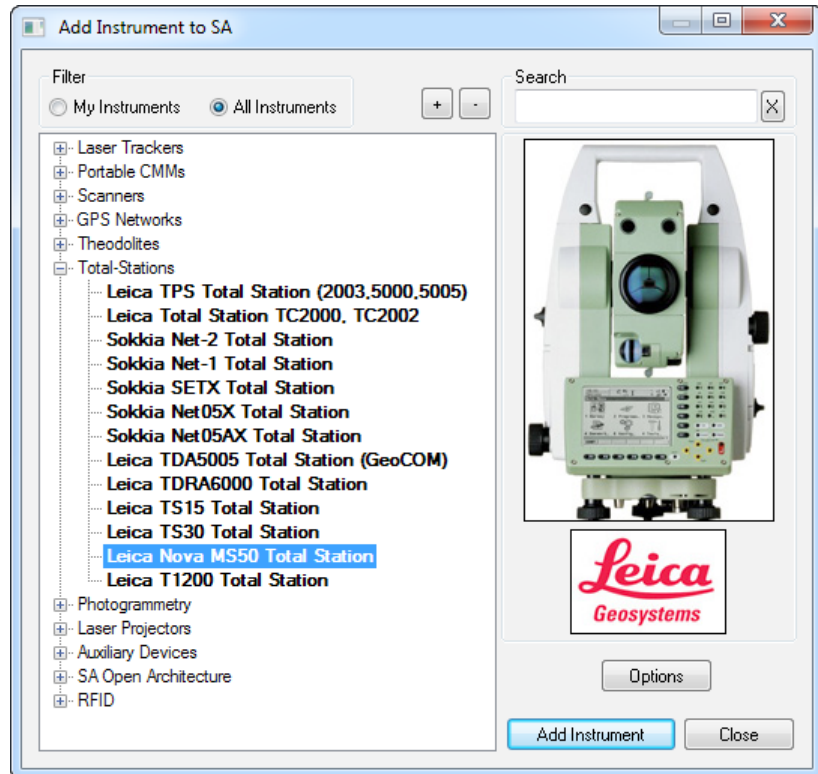 Add Instrument to SA
Filter
My Instruments
All Instruments
+
-
Search
X
Laser Trackers
Portable CMMs
Scanners
GPS Networks
Theodolites
Total-Stations
Leica TPS Total Station (2003,5000,5005)
Leica Total Station TC2000, TC2002
Sokkia Net-2 Total Station
Sokkia Net-1 Total Station
Sokkia SETX Total Station
Sokkia Net05X Total Station
Sokkia Net05AX Total Station
Leica TDA5005 Total Station (GeoCOM)
Leica TDRA6000 Total Station
Leica TS15 Total Station
Leica TS30 Total Station
Leica Nova MS50 Total Station
Leica T1200 Total Station
Photogrammetry
Laser Projectors
Auxiliary Devices
SA Open Architecture
RFID
Leica
Geosystems
Options
Add Instrument
Close